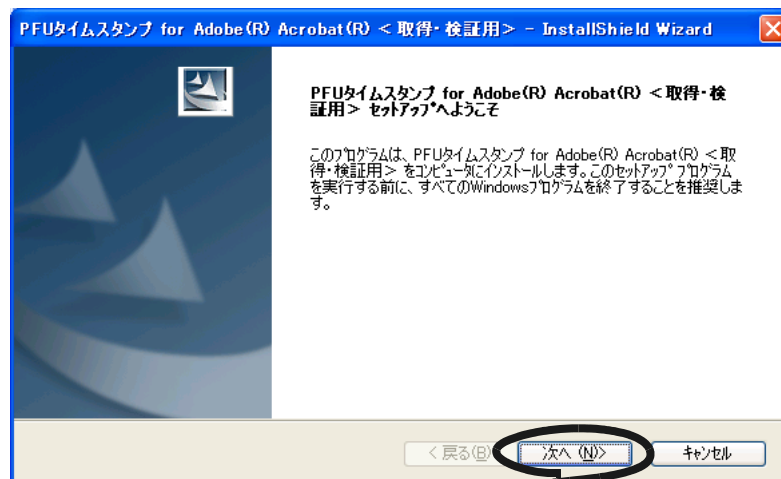 PFUタイムスタンプ for Adobe(R) Acrobat(R) <取得・検証用> - InstallShield Wizard
PFUタイムスタンプ for Adobe(R) Acrobat(R) <取得・検
証用> セットアップへようこそ
このプログラムは、PFUタイムスタンプ for Adobe(R) Acrobat(R) <取
得・検証用> をコンピュータにインストールします。このセットアップ プログラム
を実行する前に、すべてのWindowsプログラムを終了することを推奨しま
す。
< 戻る(B)
次へ (N)>
キャンセル